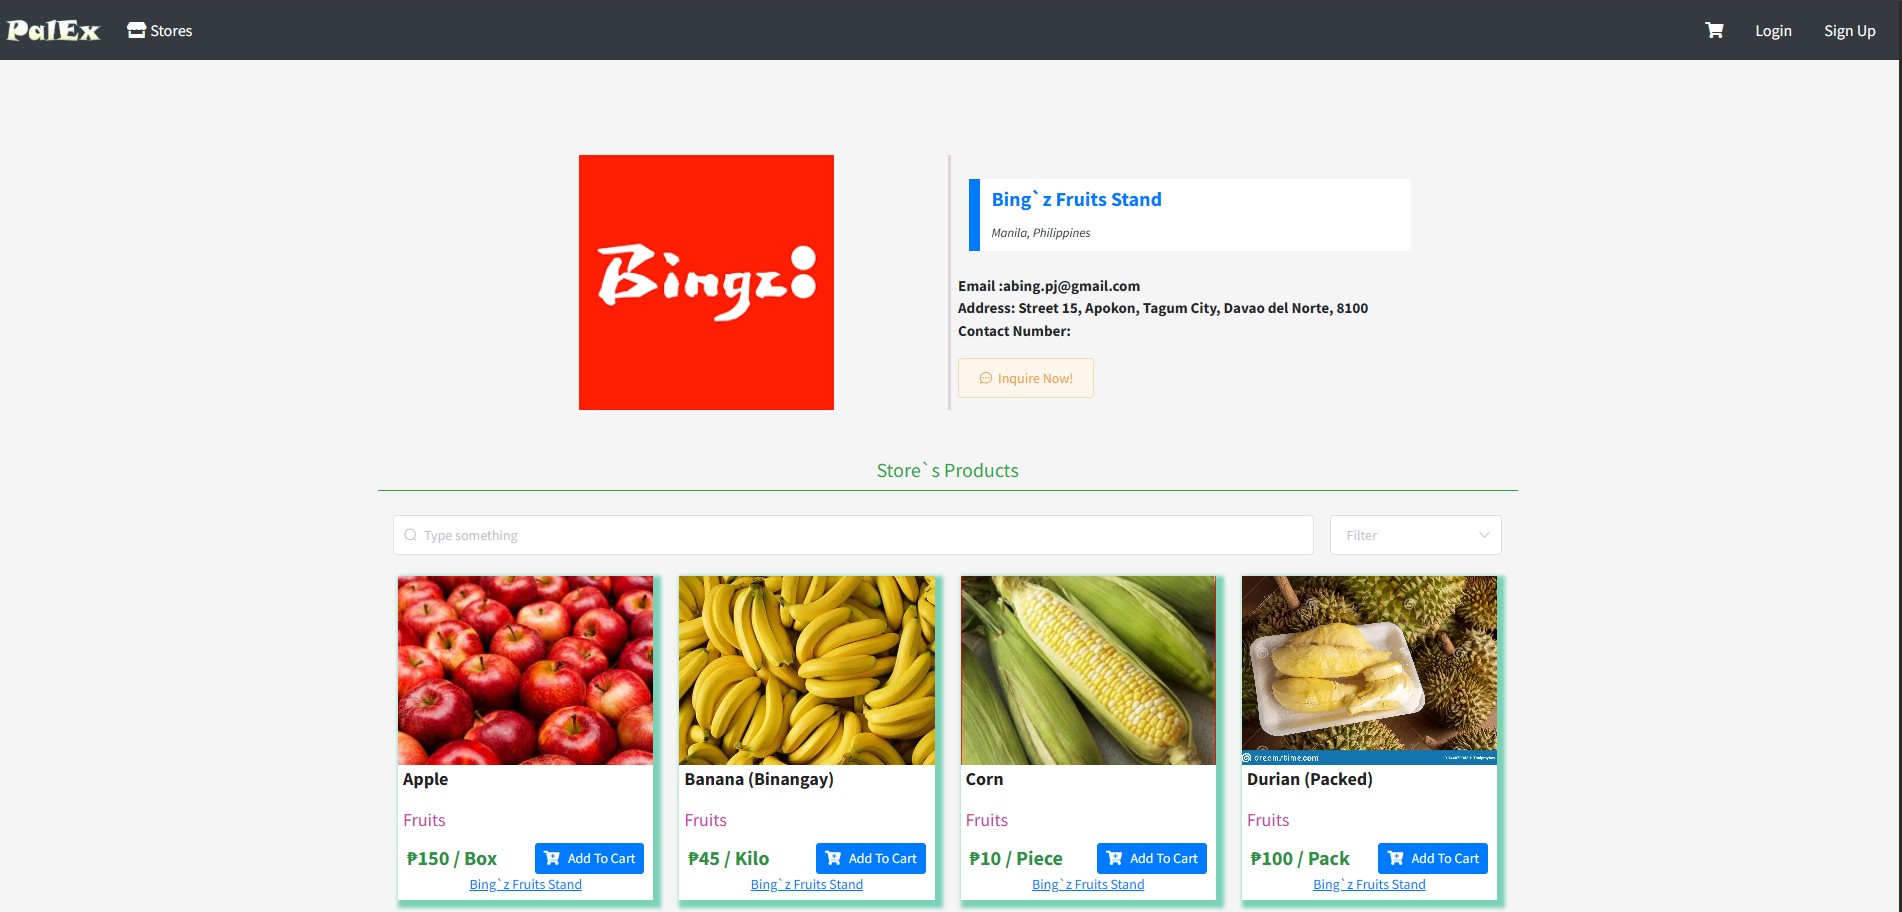 PalEx
Stores
Login
Sign Up
Bingz
Bing`z Fruits Stand
Manila, Philippines
Email :abing.pj@gmail.com
Address: Street 15, Apokon, Tagum City, Davao del Norte, 8100
Contact Number:
Inquire Now!
Store`s Products
Type something
Filter
dreamstime.com
Apple
Banana (Binangay)
Corn
Durian (Packed)
Fruits
Fruits
Fruits
Fruits
₱150 / Box
Add To Cart
₱45 / Kilo
Add To Cart
₱10 / Piece
Add To Cart
₱100 / Pack
Add To Cart
Bing`z Fruits Stand
Bing`z Fruits Stand
Bing`z Fruits Stand
Bing`z Fruits Stand